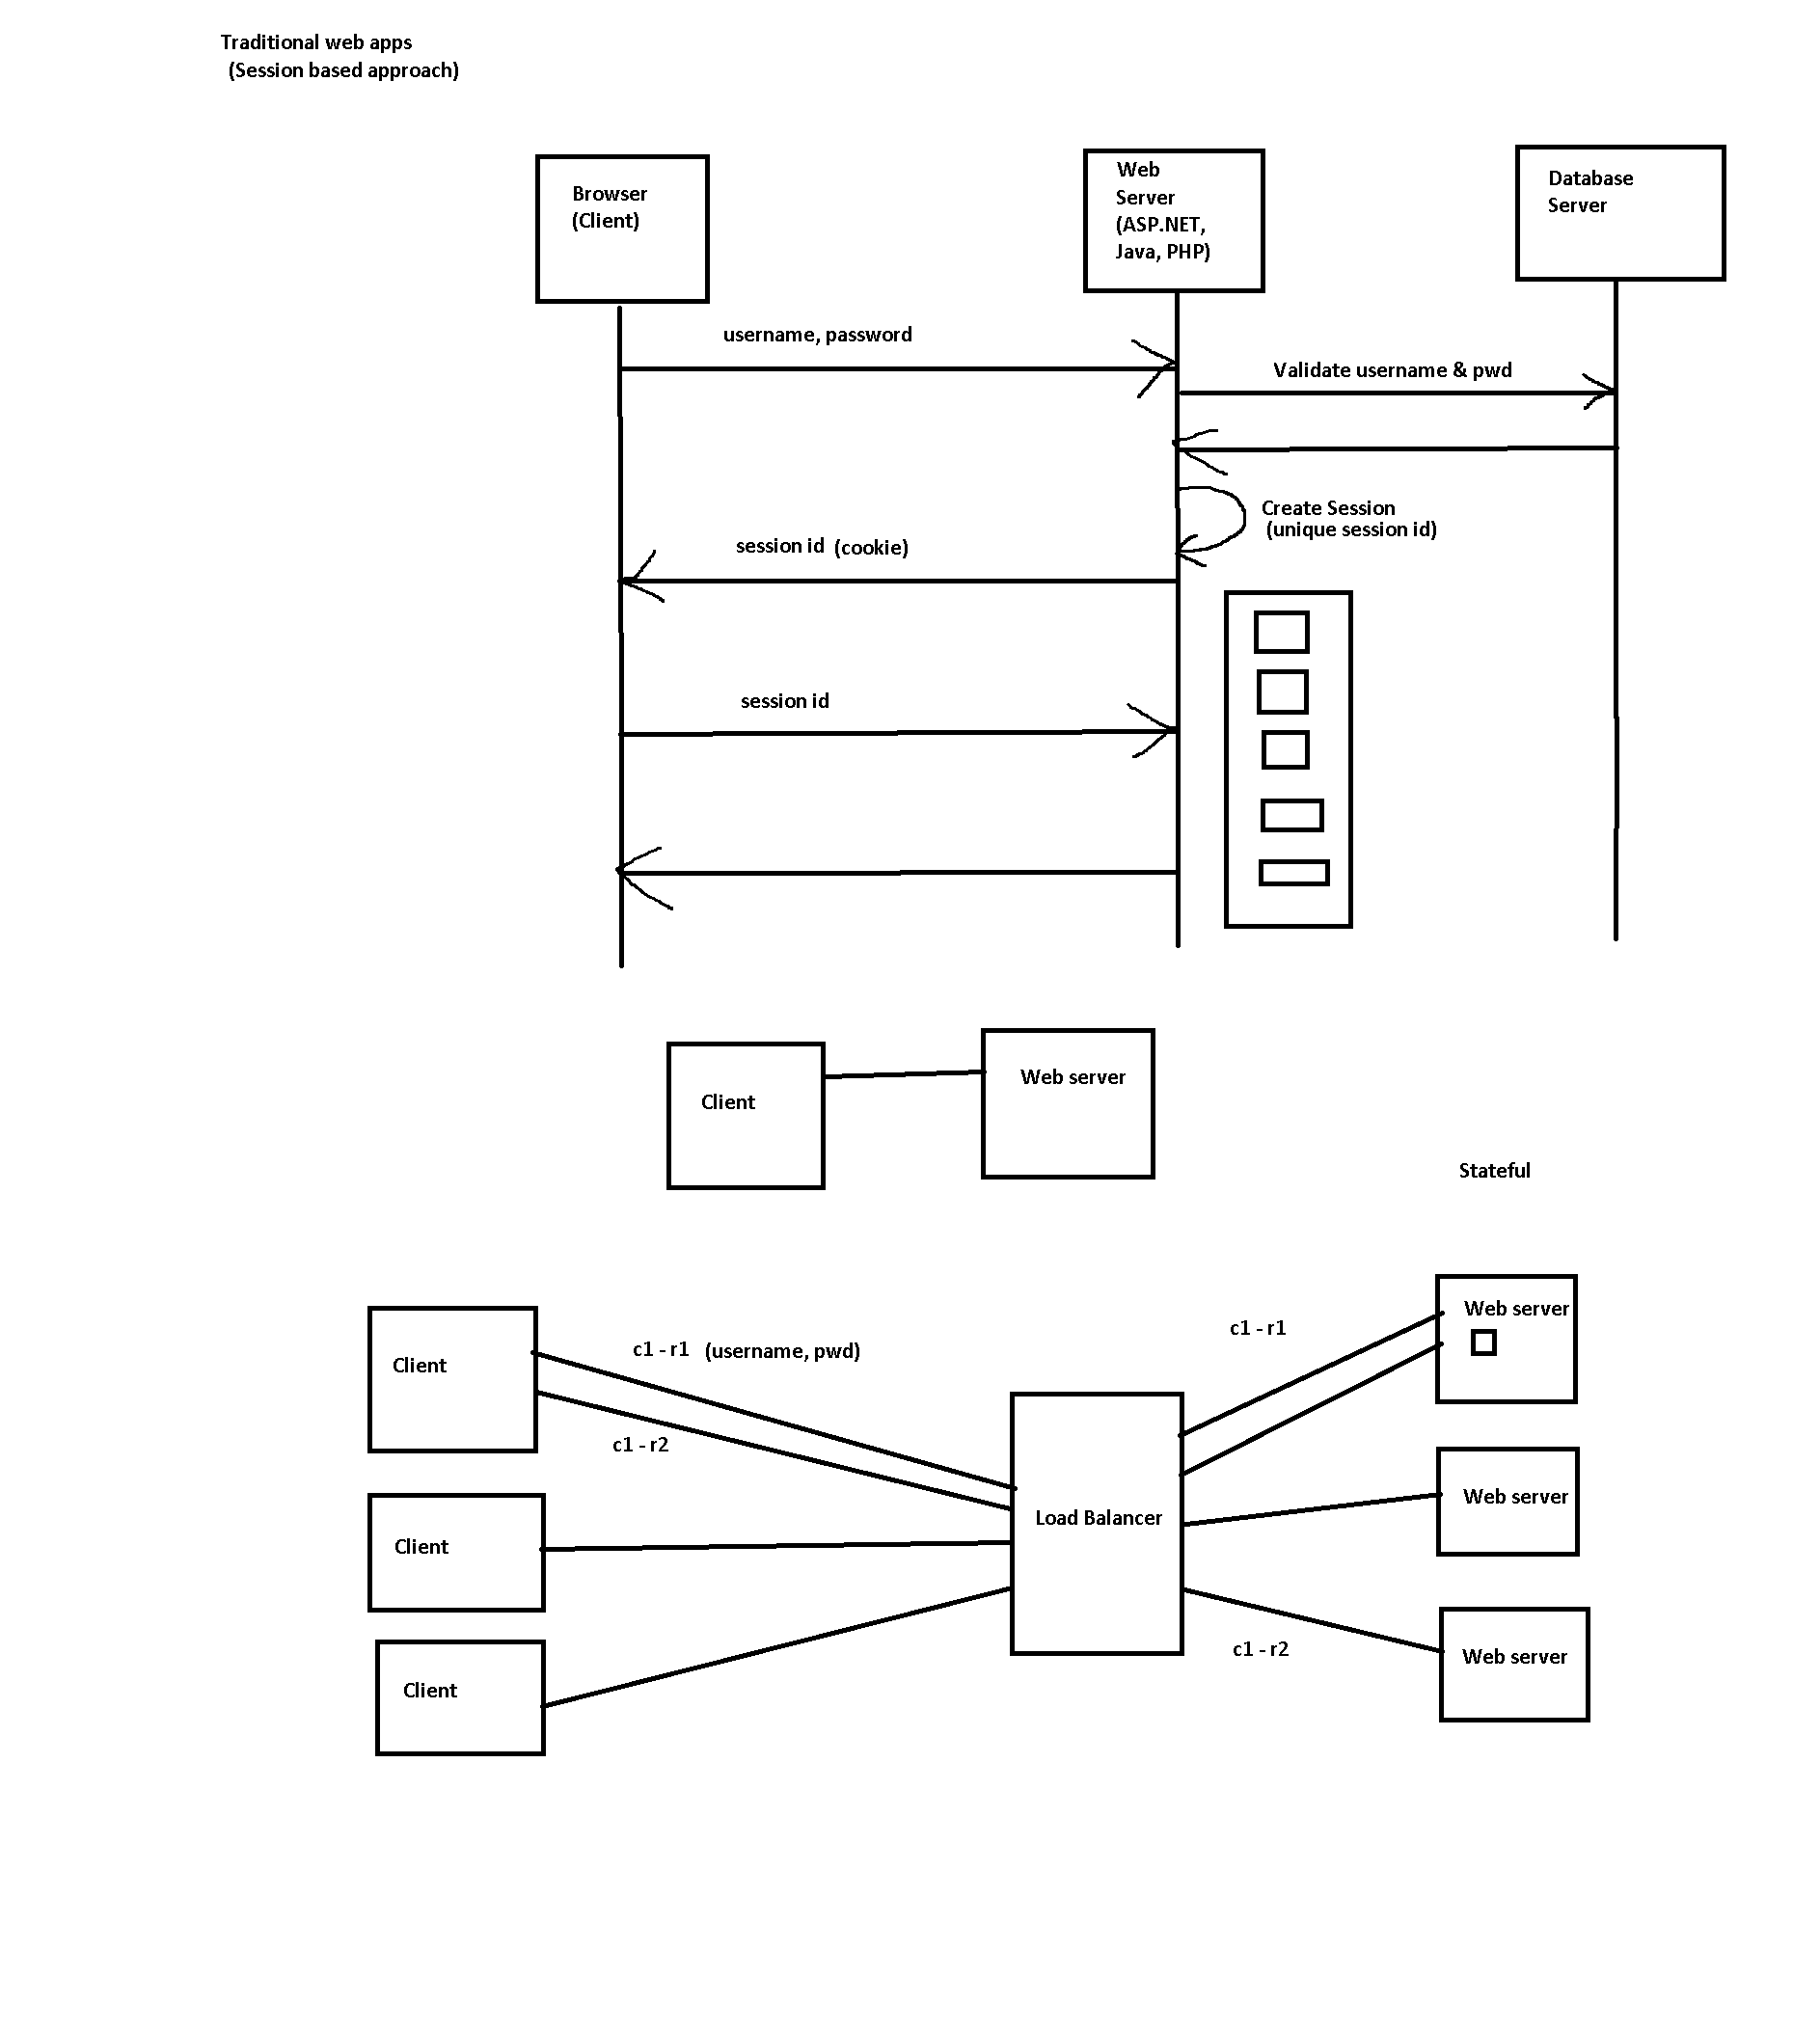 Traditional web apps
(Session based approach)
Browser
(Client)
Web
Server
(ASP.NET,
Java, PHP)
Database
Server
username, password
Validate username & pwd
Create Session
(unique session id)
session id (cookie)
session id
Client
Web server
Stateful
Client
c1 - r1 (username, pwd)
c1 - r2
Client
Client
Load Balancer
c1 - r1
Web server
Web server
c1 - r2
Web server